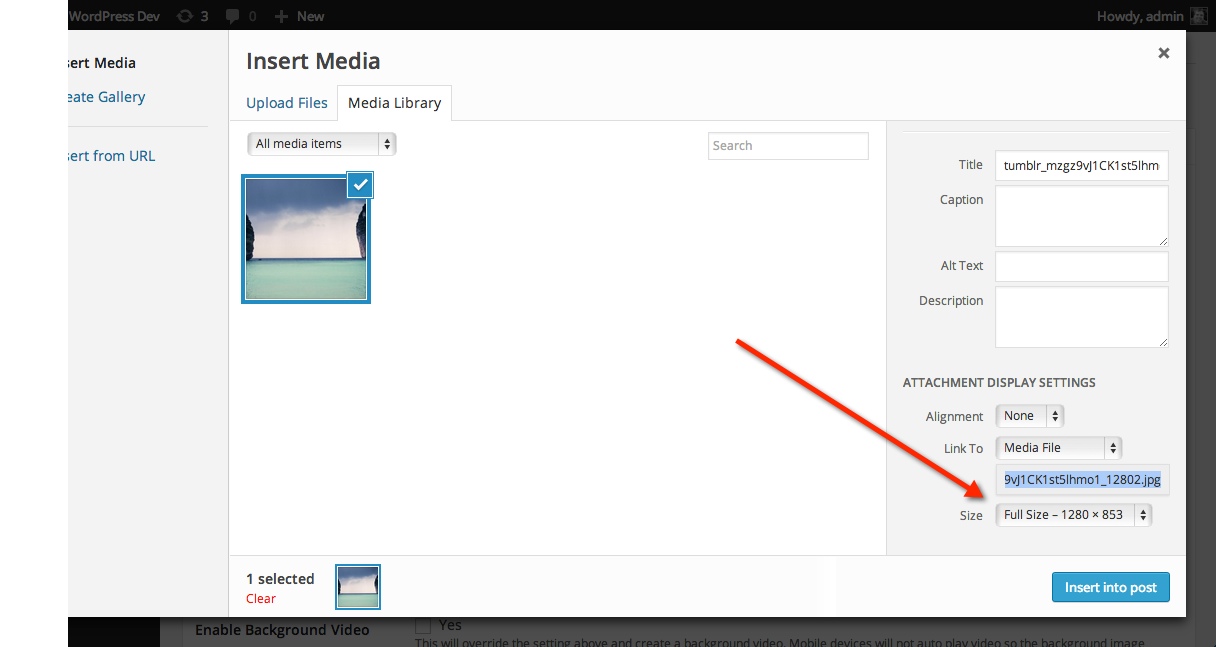 WordPress Dev 3 0 New Howdy, admin
sert Media
eate Gallery
sert from URL
Insert Media
Upload Files Media Library
All media items
Search
Title tumblr_mzgz9vJ1CK1st5lhm
Caption
Alt Text
Description
ATTACHMENT DISPLAY SETTINGS
Alignment None
Link To Media File
9vJ1CK1st5lhmo1_12802.jpg
Size Full Size – 1280 × 853
1 selected
Clear
Insert into post
Enable Background Video Yes
This will override the setting above and create a background video. Mobile devices will not auto play video so the background image